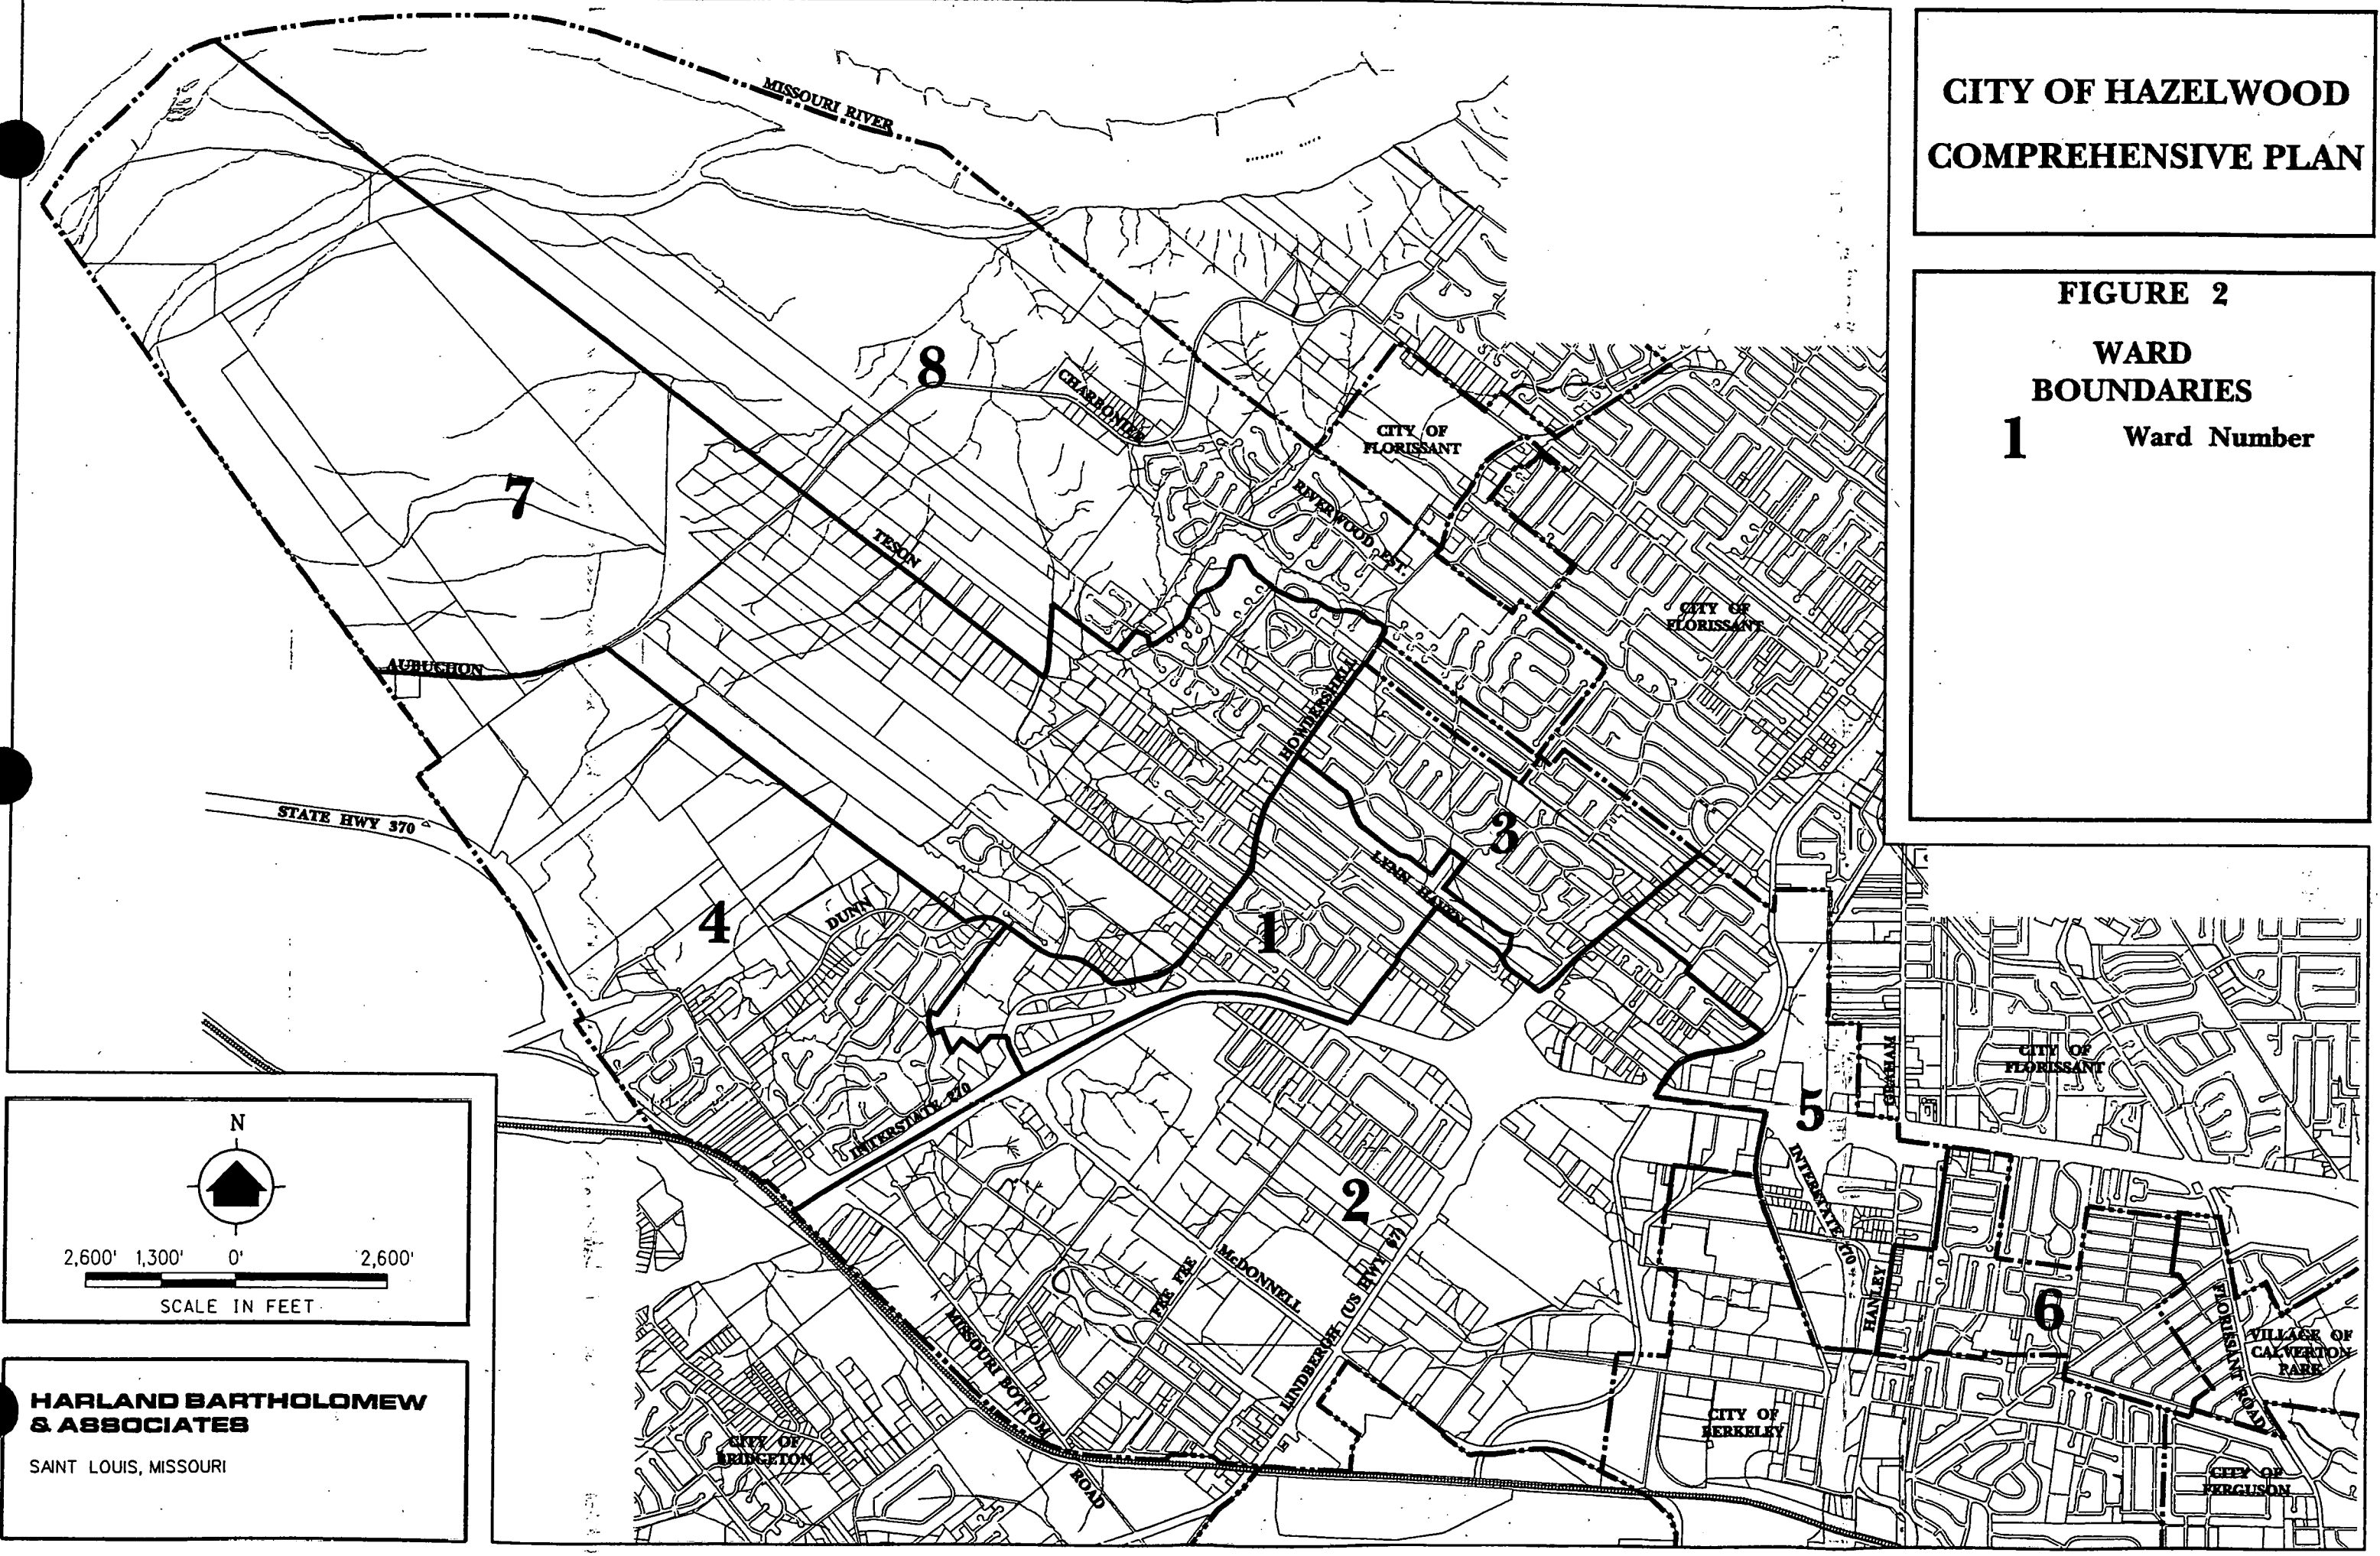 CITY OF HAZELWOOD
COMPREHENSIVE PLAN
FIGURE 2
WARD
BOUNDARIES
1 Ward Number
MISSOURI RIVER
8
CHARBONIER
CITY OF
FLORISSANT
7
RIVERWOOD EST.
TESON
CITY OF
FLORISSANT
AUBUCHON
HOWDERSHELL
STATE HWY 370
3
LYNN HAVEN
4
DUNN
1
GRAHAM
CITY OF
FLORISSANT
5
INTERSTATE 270
INTERSTATE 170
2
McDONNELL
FEE FEE
LINDBERGH (US HWY 67)
HANLEY
6
FLORISSANT ROAD
VILLAGE OF
CALVERTON
PARK
MISSOURI BOTTOM
ROAD
CITY OF
BERKELEY
CITY OF
BRIDGETON
CITY OF
FERGUSON
N
2,600' 1,300' 0' 2,600'
SCALE IN FEET
HARLAND BARTHOLOMEW
& ASSOCIATES
SAINT LOUIS, MISSOURI